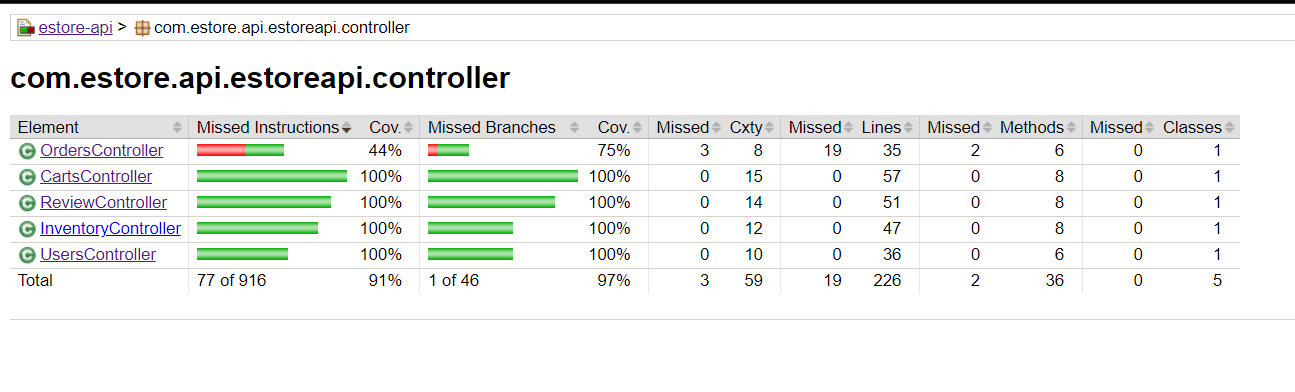 estore-api > com.estore.api.estoreapi.controller
com.estore.api.estoreapi.controller
Element Missed Instructions Cov. Missed Branches Cov. Missed Cxty Missed Lines Missed Methods Missed Classes
C OrdersController 44% 75% 3 8 19 35 2 6 0 1
C CartsController 100% 100% 0 15 0 57 0 8 0 1
C ReviewController 100% 100% 0 14 0 51 0 8 0 1
C InventoryController 100% 100% 0 12 0 47 0 8 0 1
C UsersController 100% 100% 0 10 0 36 0 6 0 1
Total 77 of 916 91% 1 of 46 97% 3 59 19 226 2 36 0 5